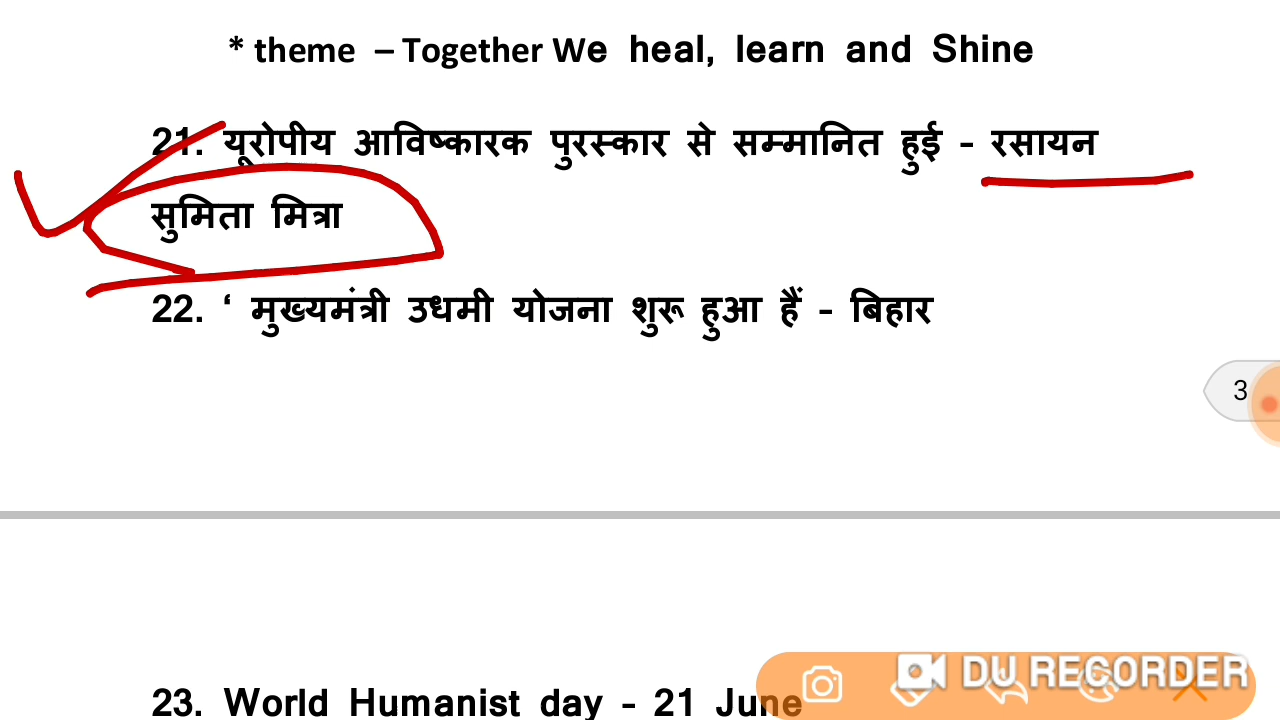 * theme – Together We heal, learn and Shine
21. यूरोपीय आविष्कारक पुरस्कार से सम्मानित हुई - रसायन
सुमिता मित्रा
22. ‘ मुख्यमंत्री उधमी योजना शुरू हुआ हैं - बिहार
3
23. World Humanist day - 21 June
DU RECORDER